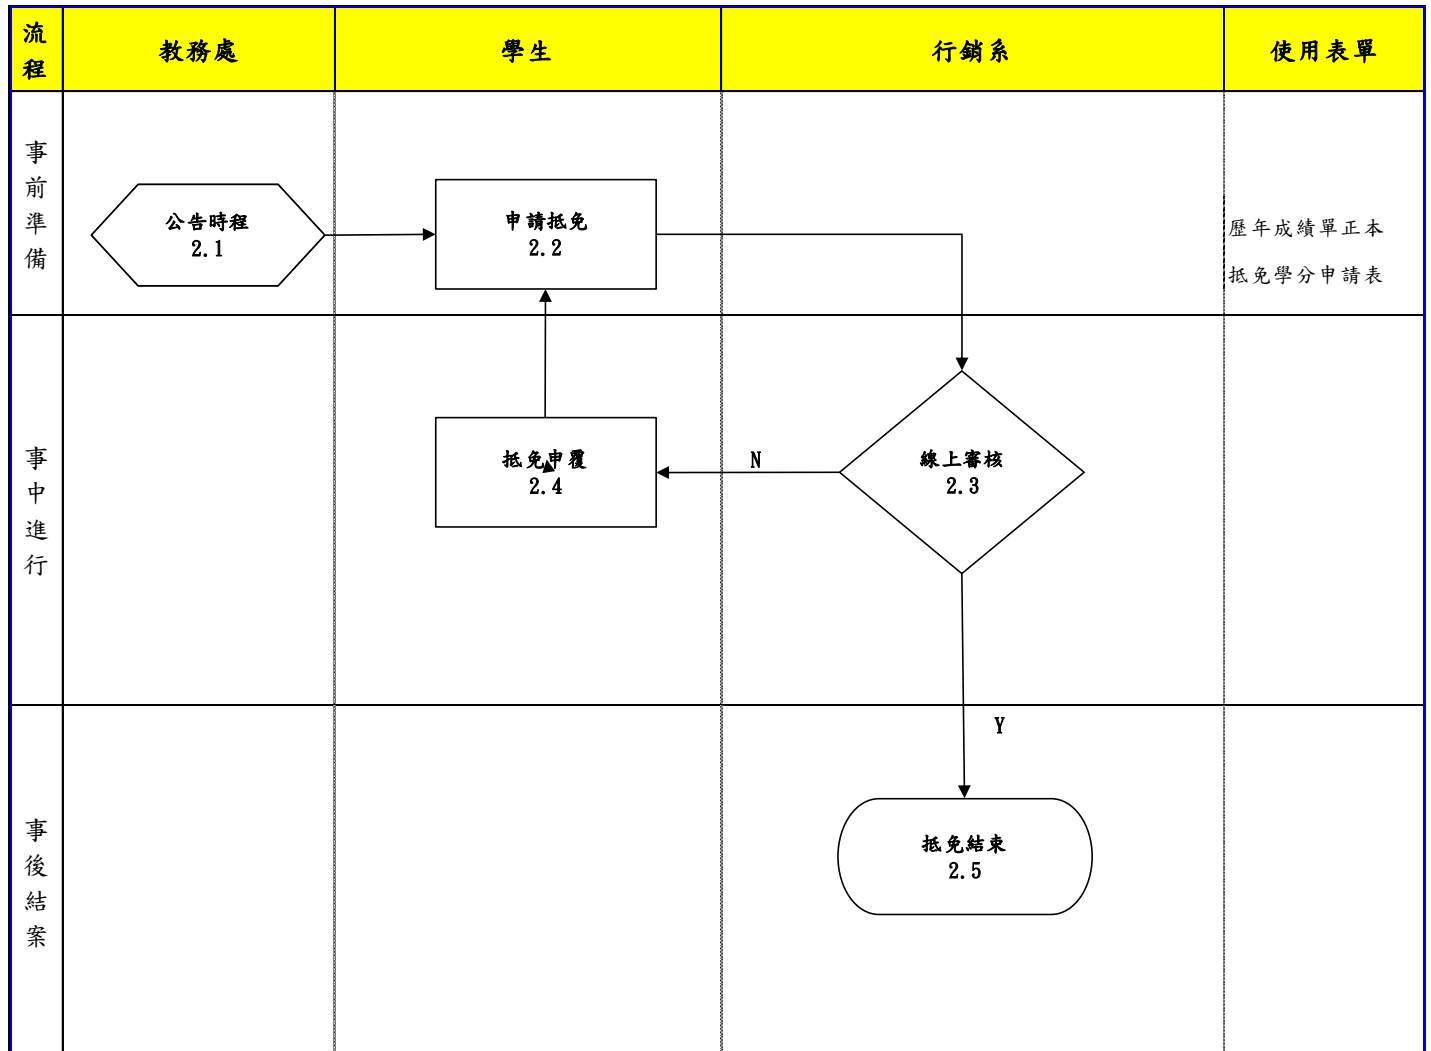 流程
教務處
學生
行銷系
使用表單
事前準備
公告時程
2.1
申請抵免
2.2
歷年成績單正本
抵免學分申請表
事中進行
抵免申覆
2.4
N
線上審核
2.3
事後結案
Y
抵免結束
2.5